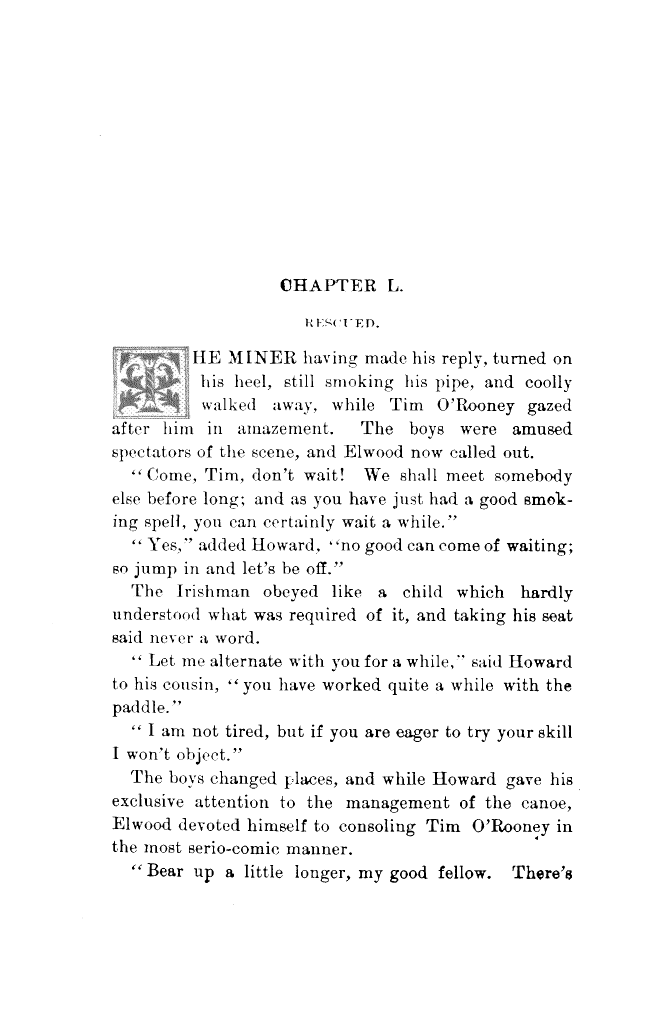 CHAPTER L.
RESCUED.
THE MINER having made his reply, turned on
his heel, still smoking his pipe, and coolly
walked away, while Tim O'Rooney gazed
after him in amazement. The boys were amused
spectators of the scene, and Elwood now called out.
“Come, Tim, don't wait! We shall meet somebody
else before long; and as you have just had a good smok-
ing spell, you can certainly wait a while.”
“Yes,” added Howard, “no good can come of waiting;
so jump in and let's be off.”
The Irishman obeyed like a child which hardly
understood what was required of it, and taking his seat
said never a word.
“Let me alternate with you for a while,” said Howard
to his cousin, “you have worked quite a while with the
paddle.”
“I am not tired, but if you are eager to try your skill
I won't object.”
The boys changed places, and while Howard gave his
exclusive attention to the management of the canoe,
Elwood devoted himself to consoling Tim O'Rooney in
the most serio-comic manner.
“Bear up a little longer, my good fellow. There's